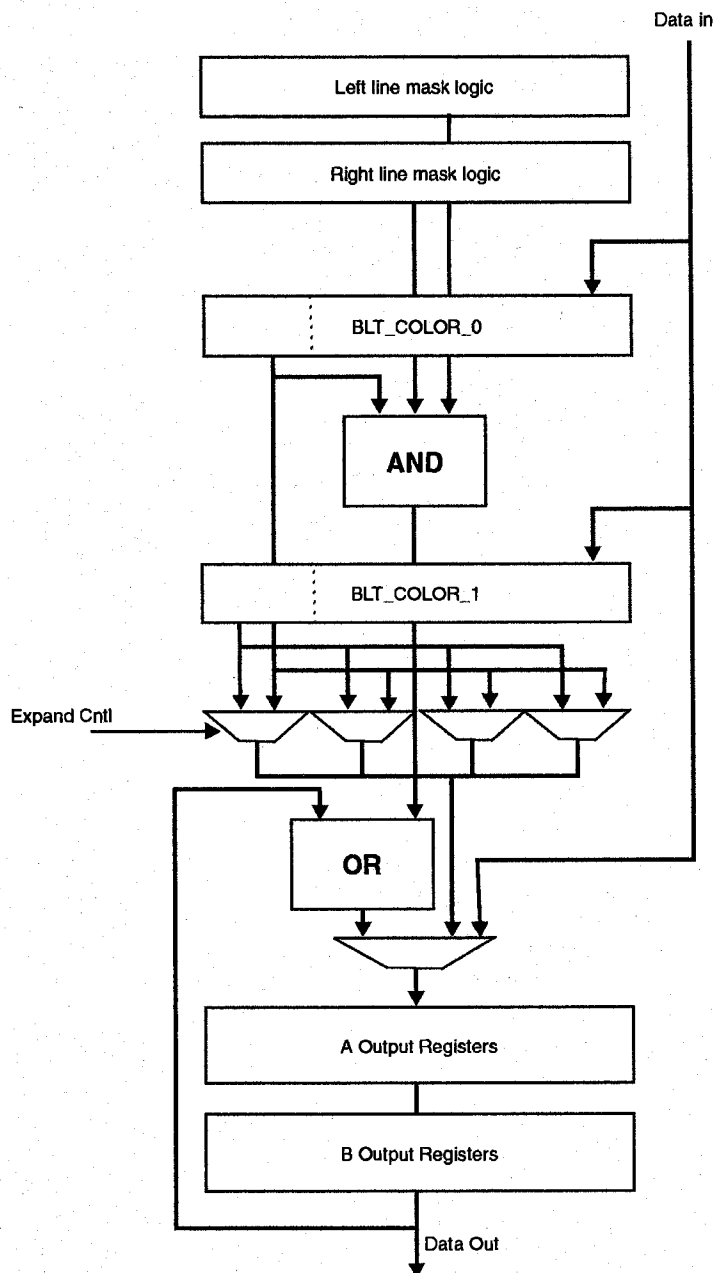 Data in
Left line mask logic
Right line mask logic
BLT_COLOR_0
AND
BLT_COLOR_1
Expand Cntl
OR
A Output Registers
B Output Registers
Data Out